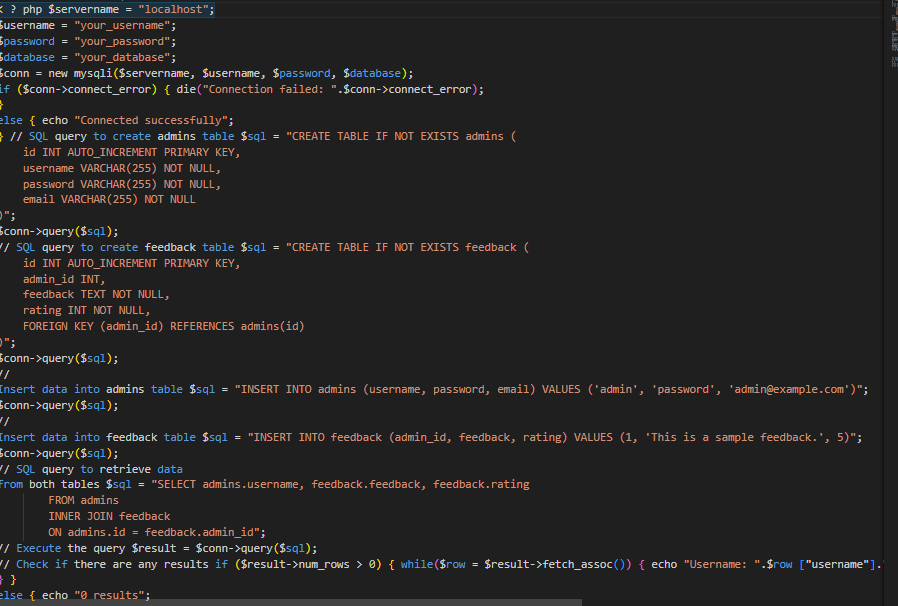 < ? php $servername = "localhost";
$username = "your_username";
$password = "your_password";
$database = "your_database";
$conn = new mysqli($servername, $username, $password, $database);
if ($conn->connect_error) { die("Connection failed: ".$conn->connect_error);
}
else { echo "Connected successfully";
} // SQL query to create admins table $sql = "CREATE TABLE IF NOT EXISTS admins (
    id INT AUTO_INCREMENT PRIMARY KEY,
    username VARCHAR(255) NOT NULL,
    password VARCHAR(255) NOT NULL,
    email VARCHAR(255) NOT NULL
)";
$conn->query($sql);
// SQL query to create feedback table $sql = "CREATE TABLE IF NOT EXISTS feedback (
    id INT AUTO_INCREMENT PRIMARY KEY,
    admin_id INT,
    feedback TEXT NOT NULL,
    rating INT NOT NULL,
    FOREIGN KEY (admin_id) REFERENCES admins(id)
)";
$conn->query($sql);
//
Insert data into admins table $sql = "INSERT INTO admins (username, password, email) VALUES ('admin', 'password', 'admin@example.com')";
$conn->query($sql);
//
Insert data into feedback table $sql = "INSERT INTO feedback (admin_id, feedback, rating) VALUES (1, 'This is a sample feedback.', 5)";
$conn->query($sql);
// SQL query to retrieve data
from both tables $sql = "SELECT admins.username, feedback.feedback, feedback.rating
        FROM admins
        INNER JOIN feedback
        ON admins.id = feedback.admin_id";
// Execute the query $result = $conn->query($sql);
// Check if there are any results if ($result->num_rows > 0) { while($row = $result->fetch_assoc()) { echo "Username: ".$row ["username"].
} }
else { echo "0 results";